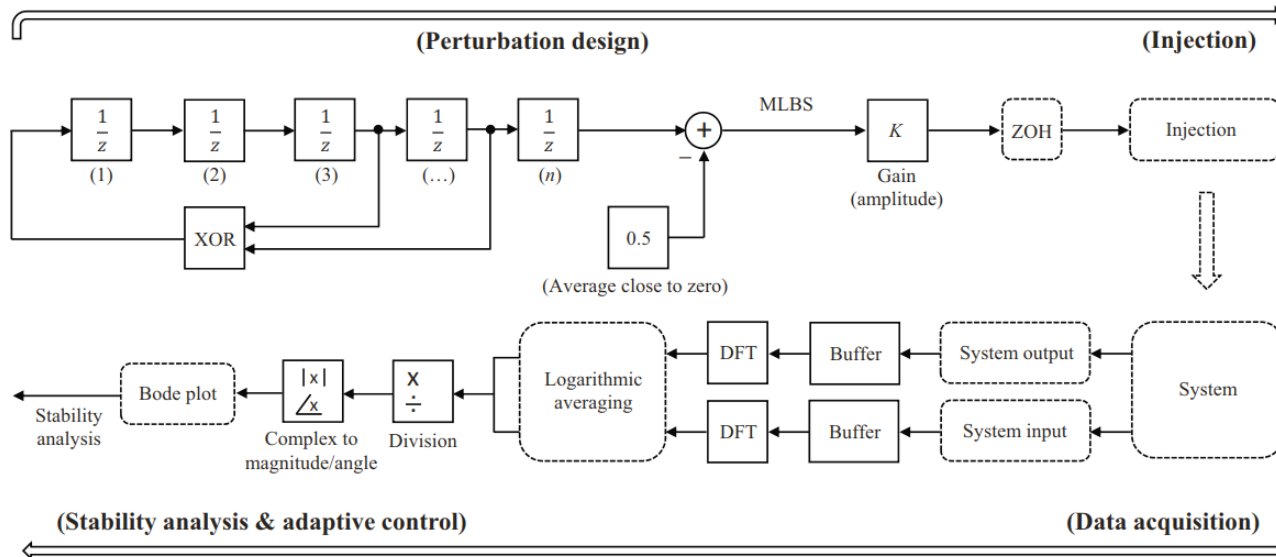 (Perturbation design)
(Injection)
MLBS
1/z
1/z
1/z
1/z
1/z
+
K
ZOH
Injection
(1)
(2)
(3)
(...)
(n)
−
Gain
(amplitude)
XOR
0.5
(Average close to zero)
DFT
Buffer
System output
Logarithmic
averaging
System
Bode plot
|x|
∠x
X
÷
Stability
analysis
Complex to
magnitude/angle
Division
DFT
Buffer
System input
(Stability analysis & adaptive control)
(Data acquisition)